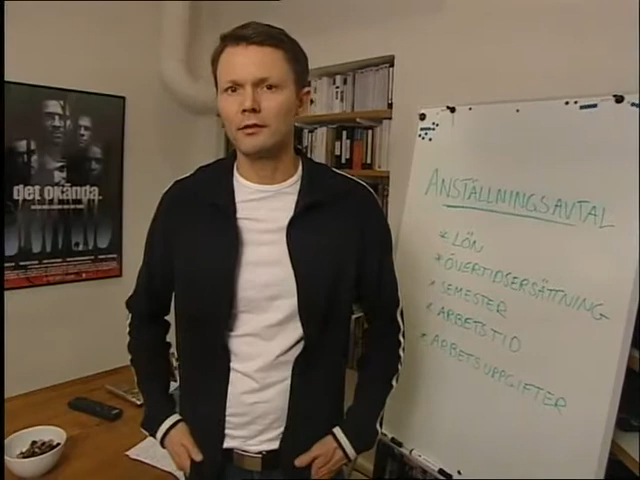 det okända.
ANSTÄLLNINGSAVTAL
* LÖN
* ÖVERTIDSERSÄTTNING
* SEMESTER
* ARBETSTID
* ARBETSUPPGIFTER